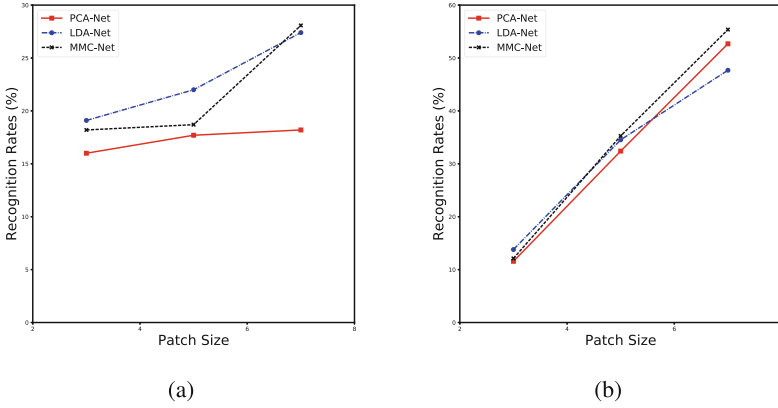 30
25
20
15
10
5
0
2
4
6
8
Recognition Rates (%)
Patch Size
PCA-Net
LDA-Net
MMC-Net
(a)
60
50
40
30
20
10
0
2
4
6
Recognition Rates (%)
Patch Size
PCA-Net
LDA-Net
MMC-Net
(b)